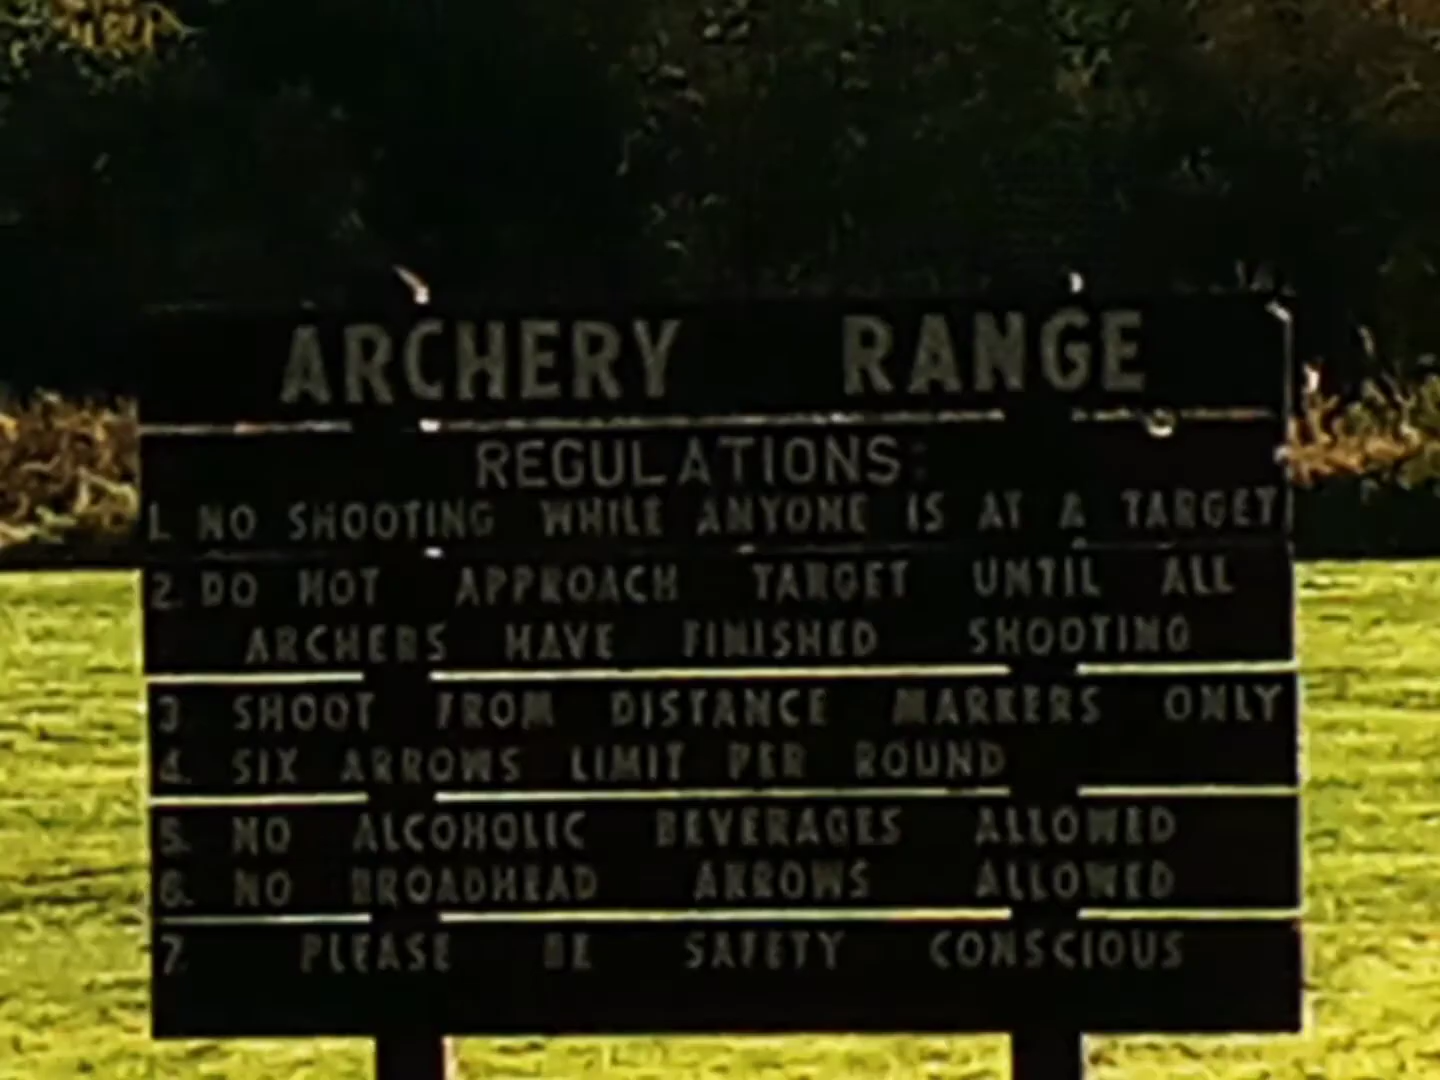 ARCHERY RANGE
REGULATIONS:
1. NO SHOOTING WHILE ANYONE IS AT A TARGET
2. DO NOT APPROACH TARGET UNTIL ALL
ARCHERS HAVE FINISHED SHOOTING
3 SHOOT FROM DISTANCE MARKERS ONLY
4. SIX ARROWS LIMIT PER ROUND
5. NO ALCOHOLIC BEVERAGES ALLOWED
6. NO BROADHEAD ARROWS ALLOWED
7. PLEASE BE SAFETY CONSCIOUS